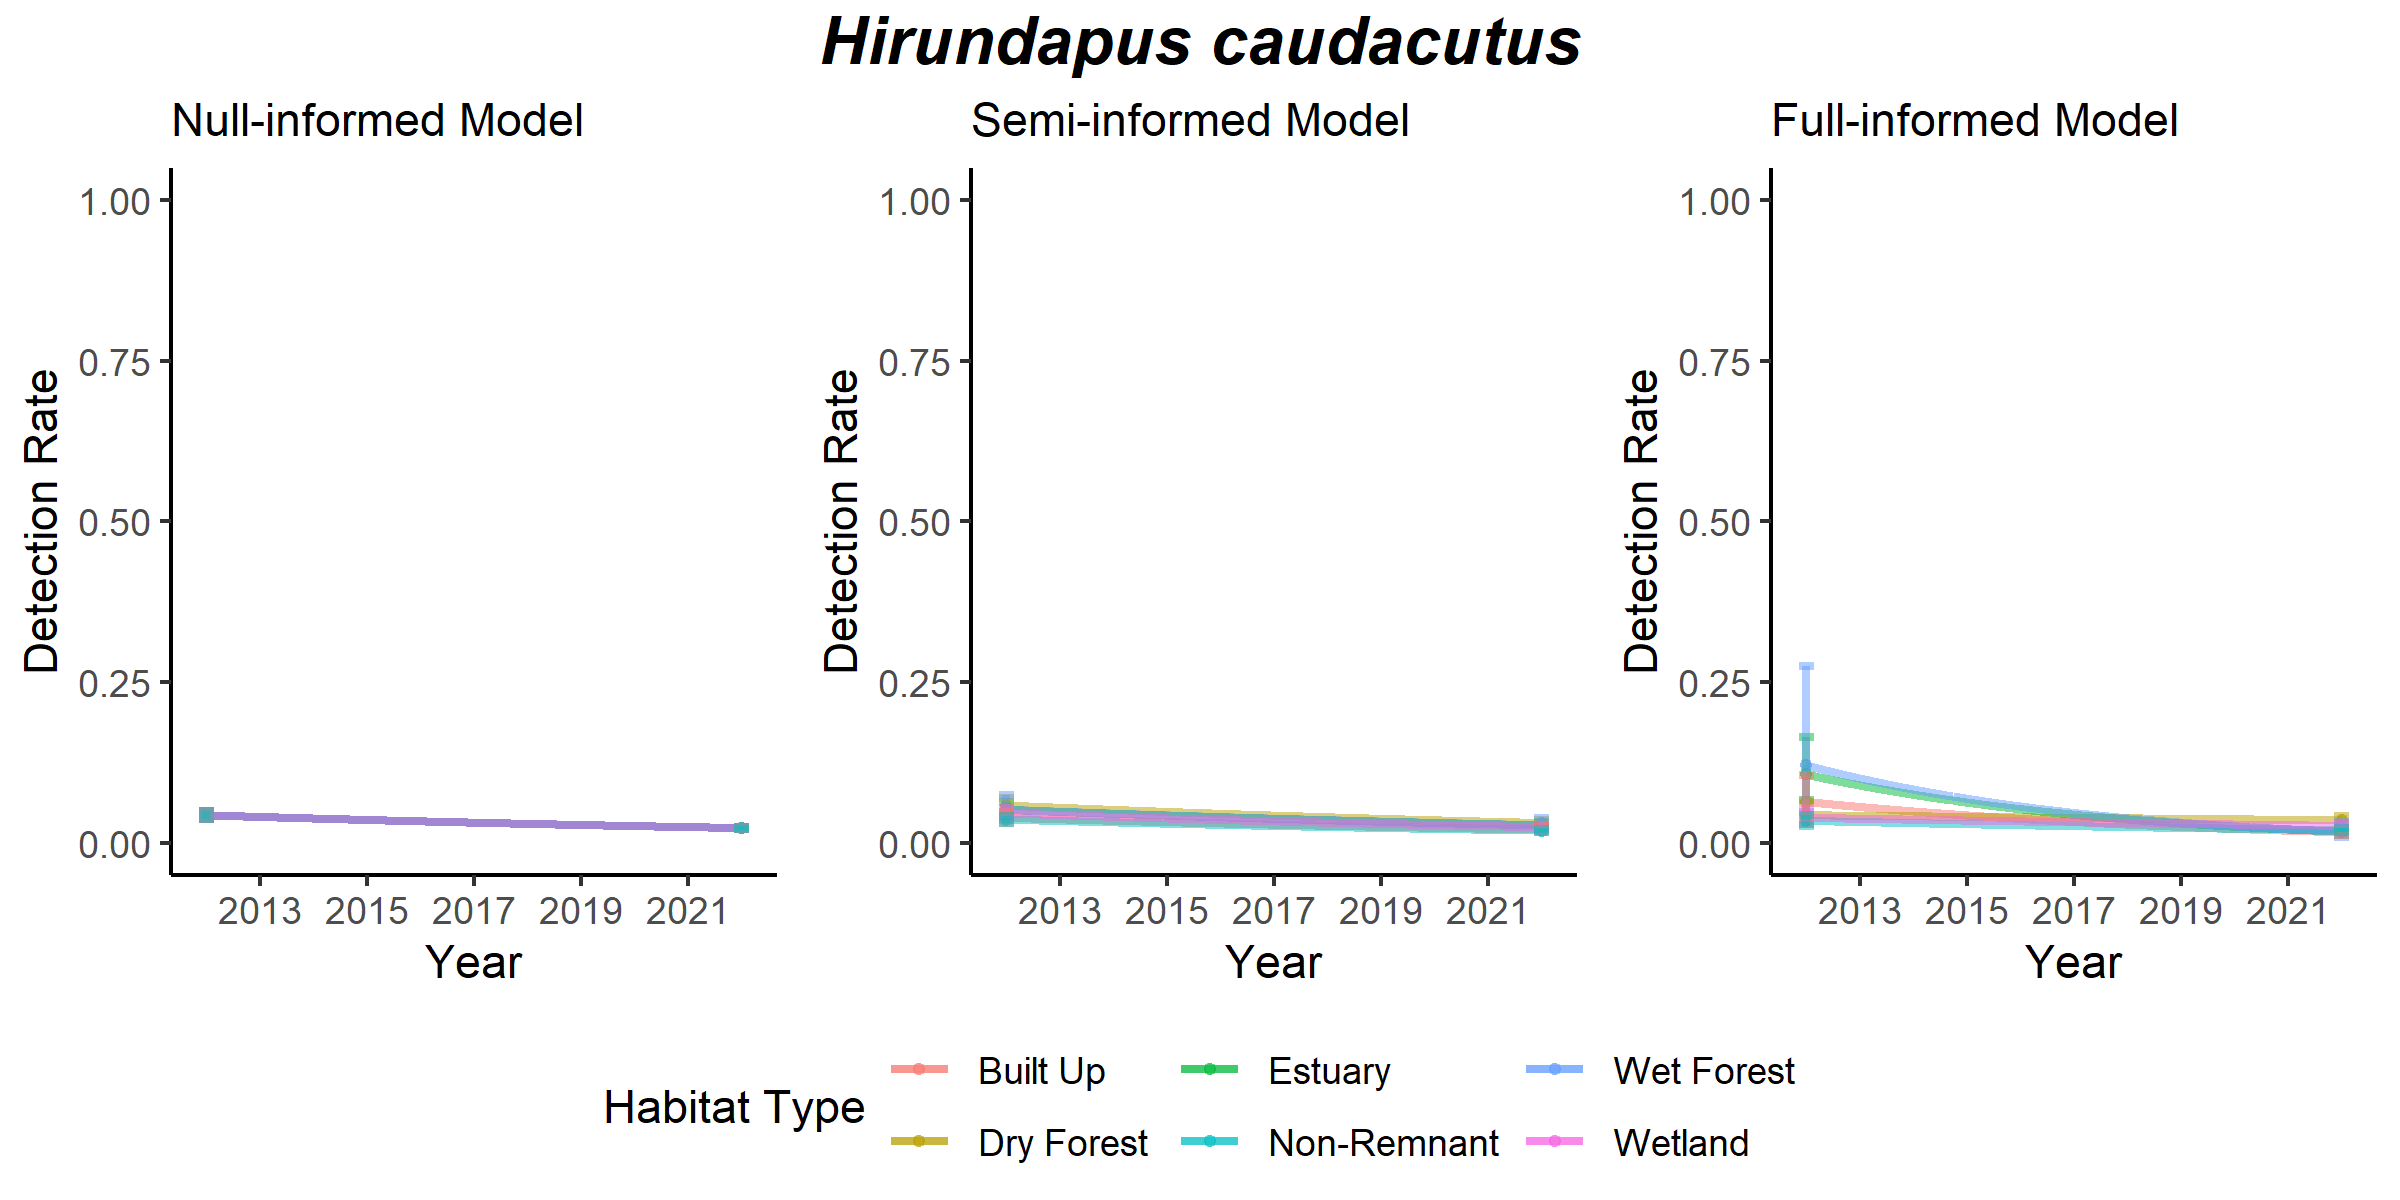 Hirundapus caudacutus
Null-informed Model
Semi-informed Model
Full-informed Model
1.00
0.75
0.50
0.25
0.00
Detection Rate
2013 2015 2017 2019 2021
Year
1.00
0.75
0.50
0.25
0.00
Detection Rate
2013 2015 2017 2019 2021
Year
1.00
0.75
0.50
0.25
0.00
Detection Rate
2013 2015 2017 2019 2021
Year
Habitat Type
Built Up
Estuary
Wet Forest
Dry Forest
Non-Remnant
Wetland